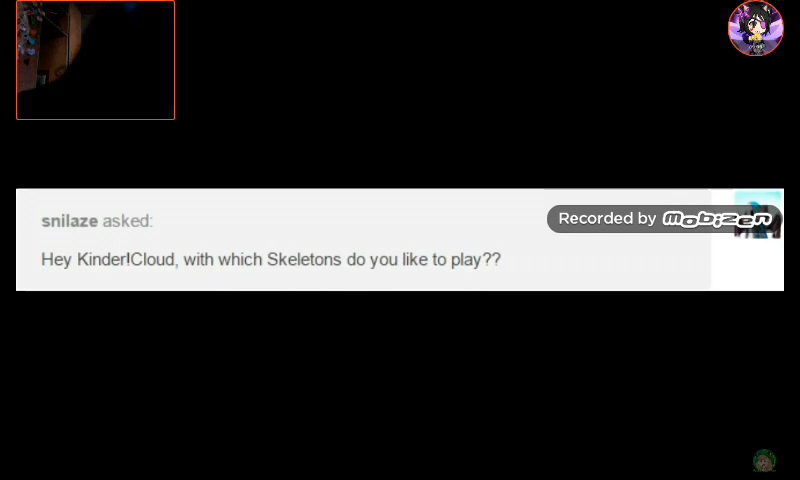 snilaze asked:
Recorded by mobizen
Hey Kinder!Cloud, with which Skeletons do you like to play??